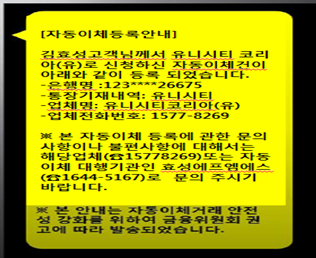 [자동이체등록안내]
김효성고객님께서 유니시티 코리
아(유)로 신청하신 자동이체건이
아래와 같이 등록 되었습니다.
-은행명 :123****26675
-통장기재내역: 유니시티
-업체명: 유니시티코리아(유)
-업체전화번호: 1577-8269
※ 본 자동이체 등록에 관한 문의
사항이나 불편사항에 대해서는
해당업체(☎15778269)또는 자동
이체 대행기관인 효성에프엠에스
(☎1644-5167)로 문의 주시기
바랍니다.
※ 본 안내는 자동이체거래 안전
성 강화를 위하여 금융위원회 권
고에 따라 발송되었습니다.